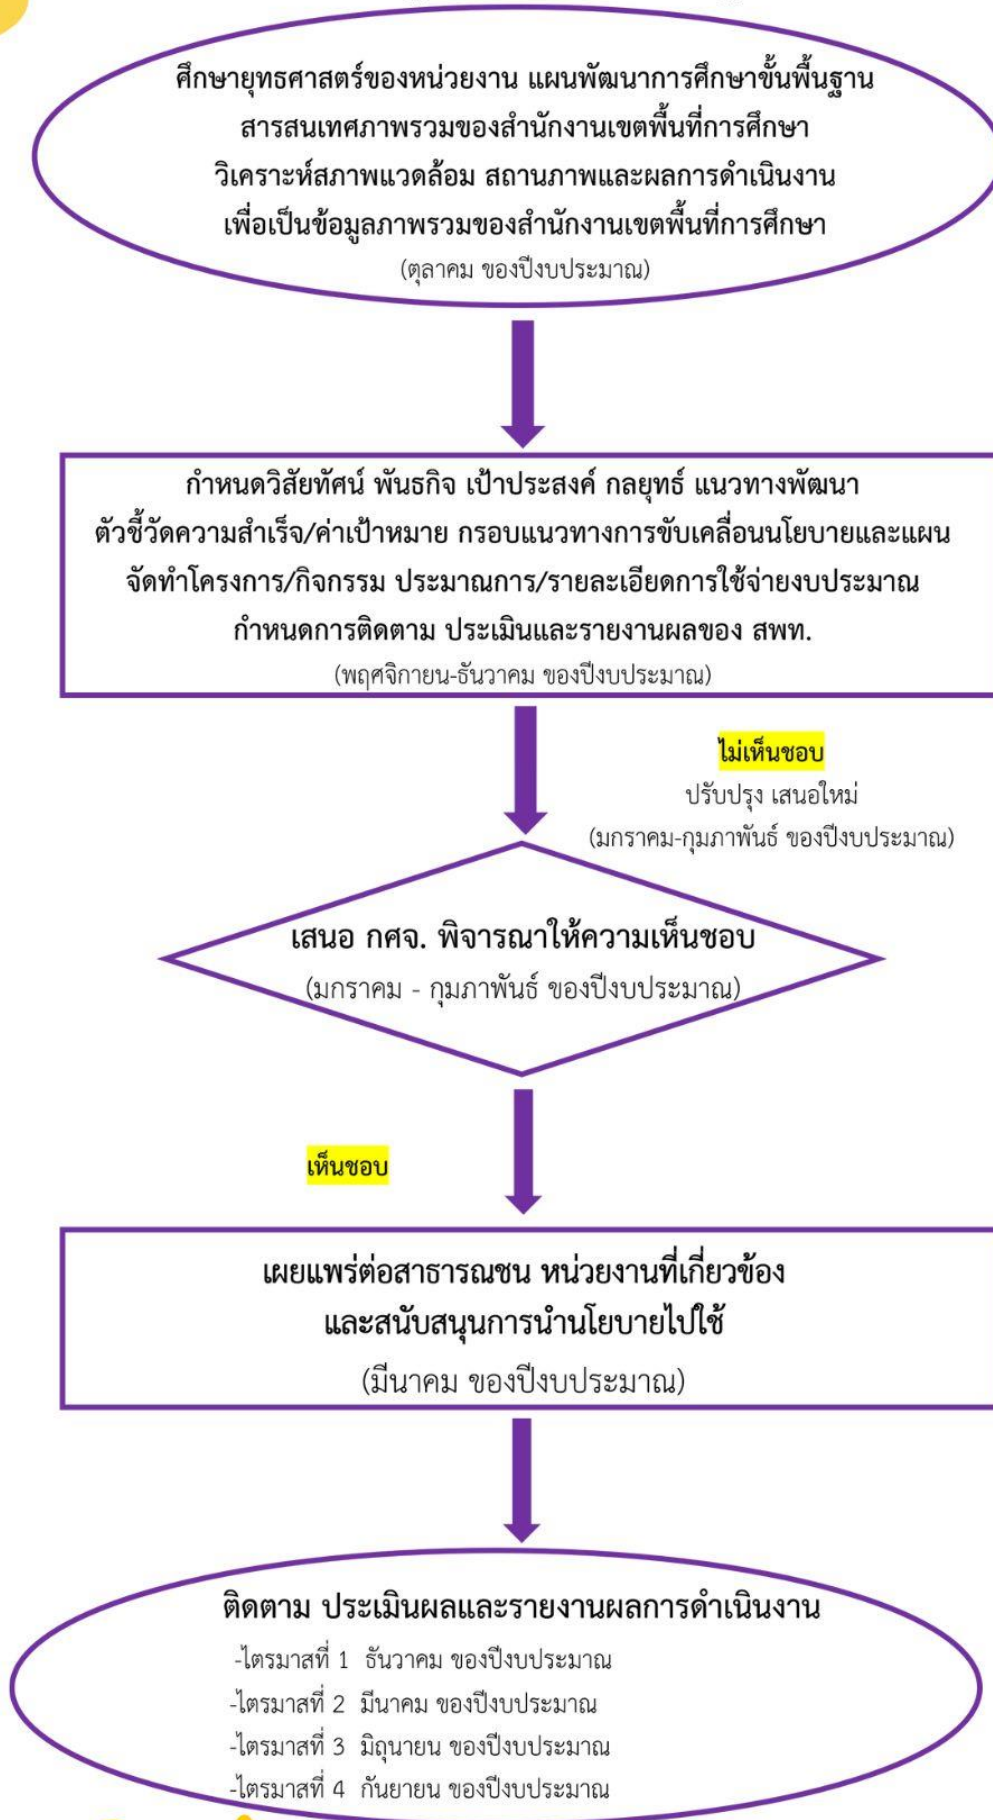 ศึกษายุทธศาสตร์ของหน่วยงาน แผนพัฒนาการศึกษาขั้นพื้นฐาน
สารสนเทศภาพรวมของสำนักงานเขตพื้นที่การศึกษา
วิเคราะห์สภาพแวดล้อม สถานภาพและผลการดำเนินงาน
เพื่อเป็นข้อมูลภาพรวมของสำนักงานเขตพื้นที่การศึกษา
(ตุลาคม ของปีงบประมาณ)
กำหนดวิสัยทัศน์ พันธกิจ เป้าประสงค์ กลยุทธ์ แนวทางพัฒนา
ตัวชี้วัดความสำเร็จ/ค่าเป้าหมาย กรอบแนวทางการขับเคลื่อนนโยบายและแผน
จัดทำโครงการ/กิจกรรม ประมาณการ/รายละเอียดการใช้จ่ายงบประมาณ
กำหนดการติดตาม ประเมินและรายงานผลของ สพท.
(พฤศจิกายน-ธันวาคม ของปีงบประมาณ)
ไม่เห็นชอบ
ปรับปรุง เสนอใหม่
(มกราคม-กุมภาพันธ์ ของปีงบประมาณ)
เสนอ กศจ. พิจารณาให้ความเห็นชอบ
(มกราคม - กุมภาพันธ์ ของปีงบประมาณ)
เห็นชอบ
เผยแพร่ต่อสาธารณชน หน่วยงานที่เกี่ยวข้อง
และสนับสนุนการนำนโยบายไปใช้
(มีนาคม ของปีงบประมาณ)
ติดตาม ประเมินผลและรายงานผลการดำเนินงาน
-ไตรมาสที่ 1 ธันวาคม ของปีงบประมาณ
-ไตรมาสที่ 2 มีนาคม ของปีงบประมาณ
-ไตรมาสที่ 3 มิถุนายน ของปีงบประมาณ
-ไตรมาสที่ 4 กันยายน ของปีงบประมาณ